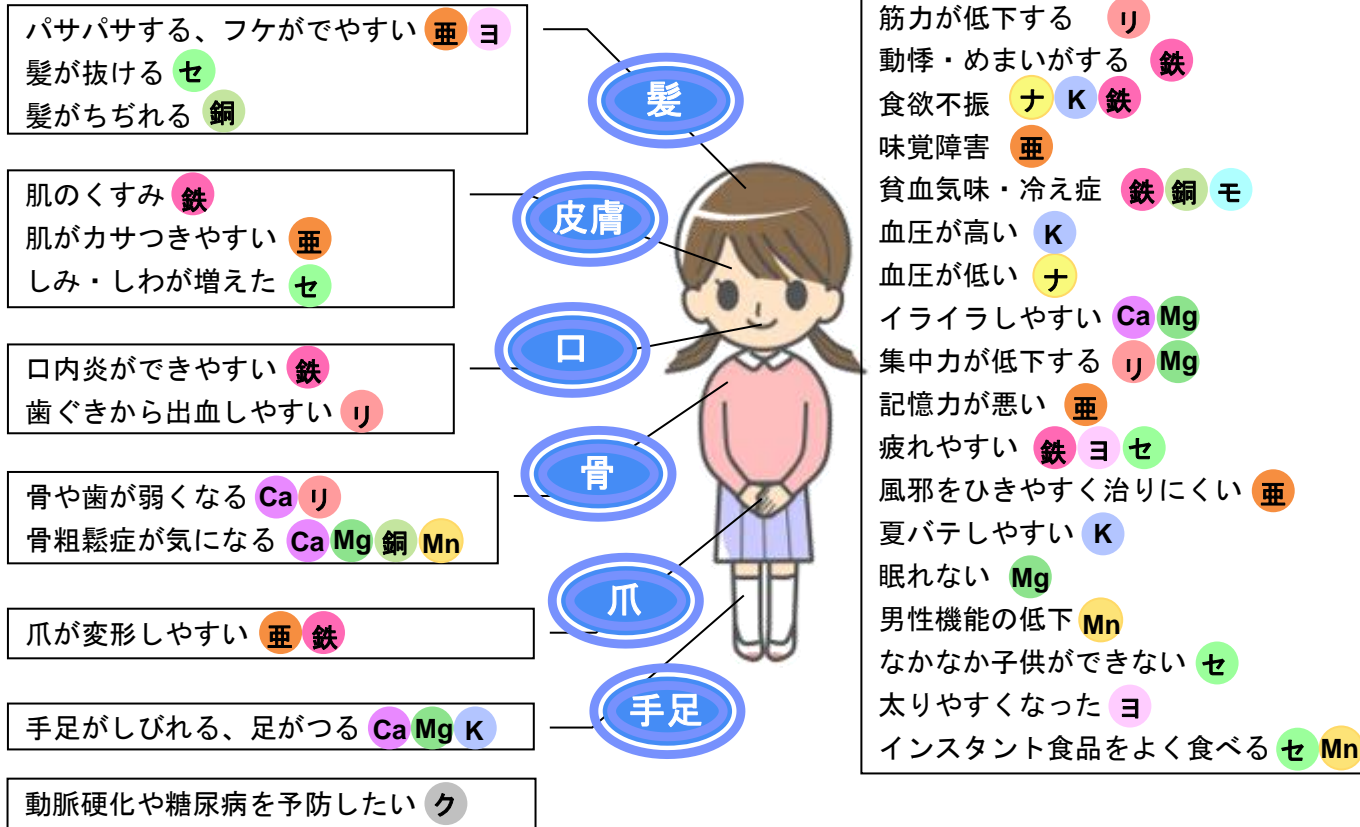 パサパサする、フケがでやすい 亜 ヨ
髪が抜ける セ
髪がちぢれる 銅
髪
肌のくすみ 鉄
肌がカサつきやすい 亜
しみ・しわが増えた セ
皮膚
口内炎ができやすい 鉄
歯ぐきから出血しやすい リ
口
骨や歯が弱くなる Ca リ
骨粗鬆症が気になる Ca Mg 銅 Mn
骨
爪が変形しやすい 亜 鉄
爪
手足がしびれる、足がつる Ca Mg K
手足
動脈硬化や糖尿病を予防したい ク
筋力が低下する リ
動悸・めまいがする 鉄
食欲不振 ナ K 鉄
味覚障害 亜
貧血気味・冷え症 鉄 銅 モ
血圧が高い K
血圧が低い ナ
イライラしやすい Ca Mg
集中力が低下する リ Mg
記憶力が悪い 亜
疲れやすい 鉄 ヨ セ
風邪をひきやすく治りにくい 亜
夏バテしやすい K
眠れない Mg
男性機能の低下 Mn
なかなか子供ができない セ
太りやすくなった ヨ
インスタント食品をよく食べる セ Mn